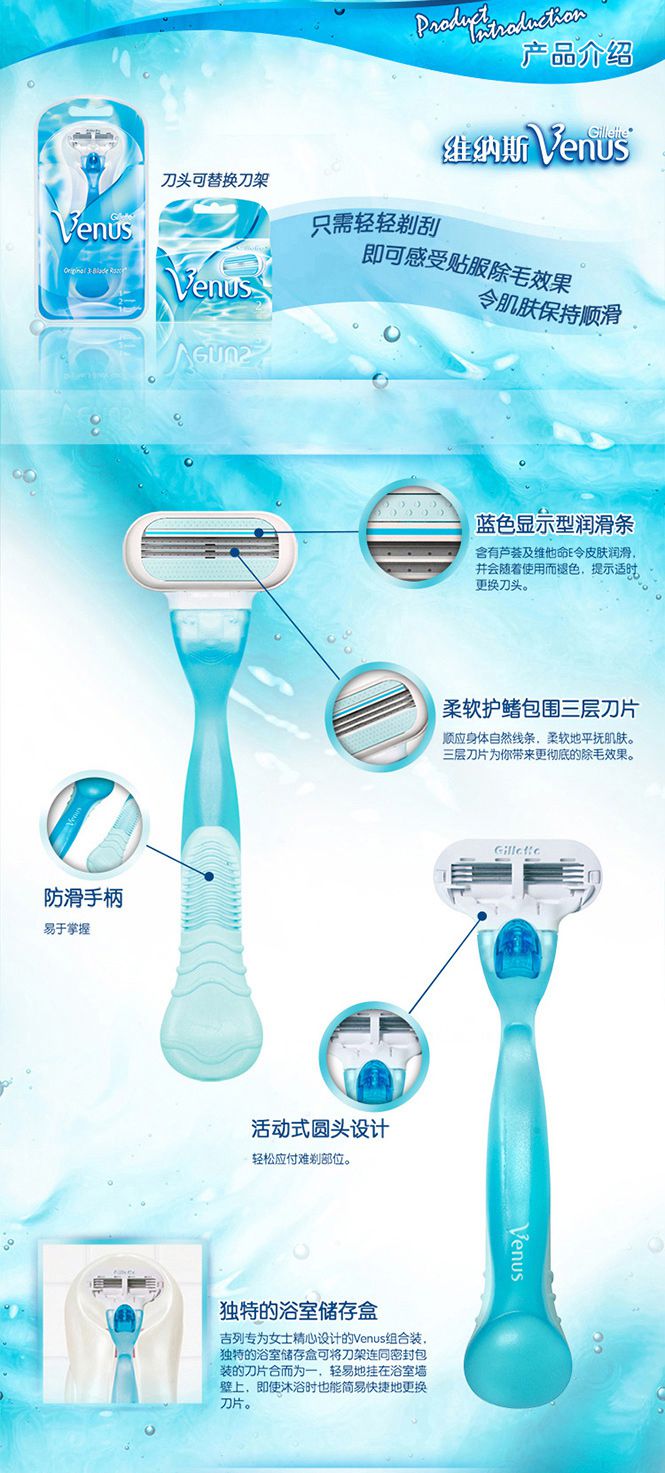 Product
Introduction
产品介绍
Gillette
维纳斯 Venus
刀头可替换刀架
Gillette
Venus
Original 3-Blade Razor
Venus
2
只需轻轻剃刮
即可感受贴服除毛效果
令肌肤保持顺滑
蓝色显示型润滑条
含有芦荟及维他命E令皮肤润滑,
并会随着使用而褪色，提示适时
更换刀头。
柔软护鳍包围三层刀片
顺应身体自然线条，柔软地平抚肌肤。
三层刀片为你带来更彻底的除毛效果。
Venus
防滑手柄
易于掌握
Gillette
活动式圆头设计
轻松应付难剃部位。
Venus
Gillette
独特的浴室储存盒
吉列专为女士精心设计的Venus组合装，
独特的浴室储存盒可将刀架连同密封包
装的刀片合而为一，轻易地挂在浴室墙
壁上，即使沐浴时也能简易快捷地更换
刀片。